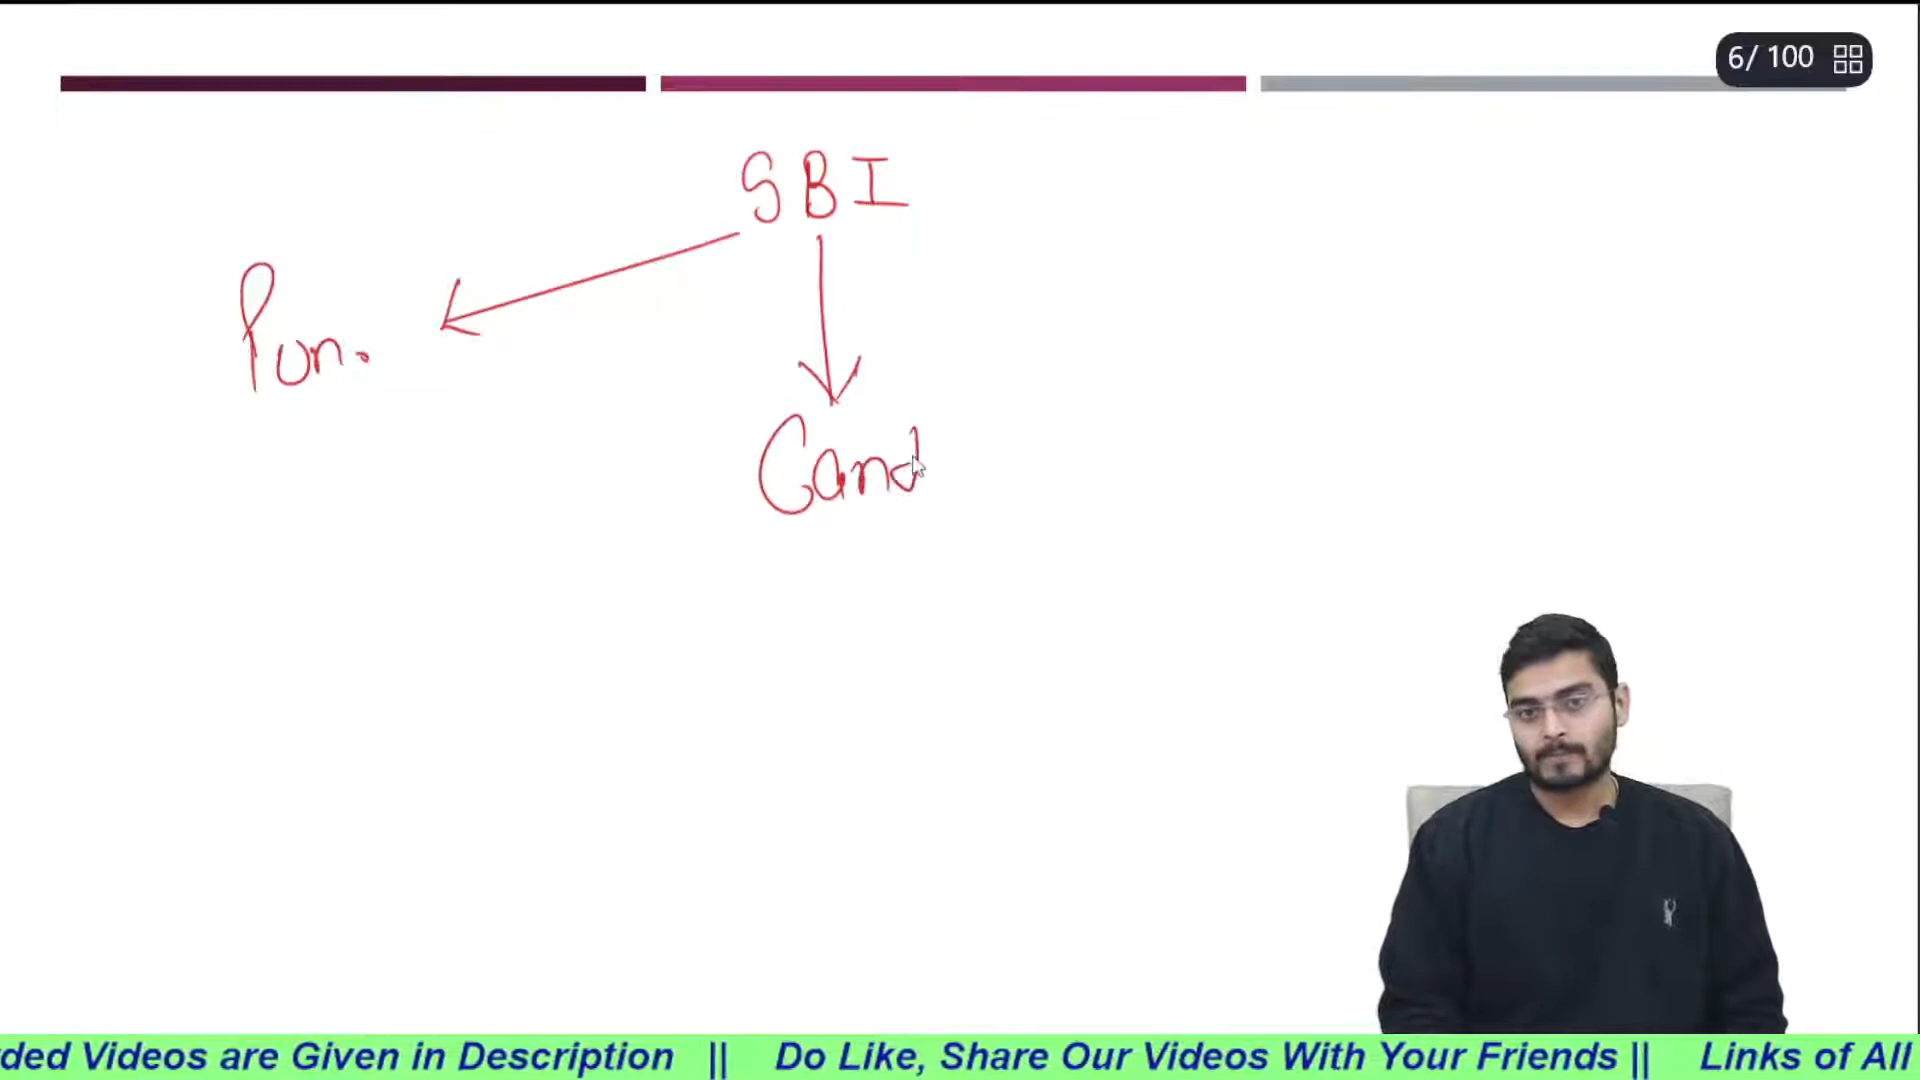 6/ 100
SBI
Pun.
Cand
ded Videos are Given in Description || Do Like, Share Our Videos With Your Friends || Links of All